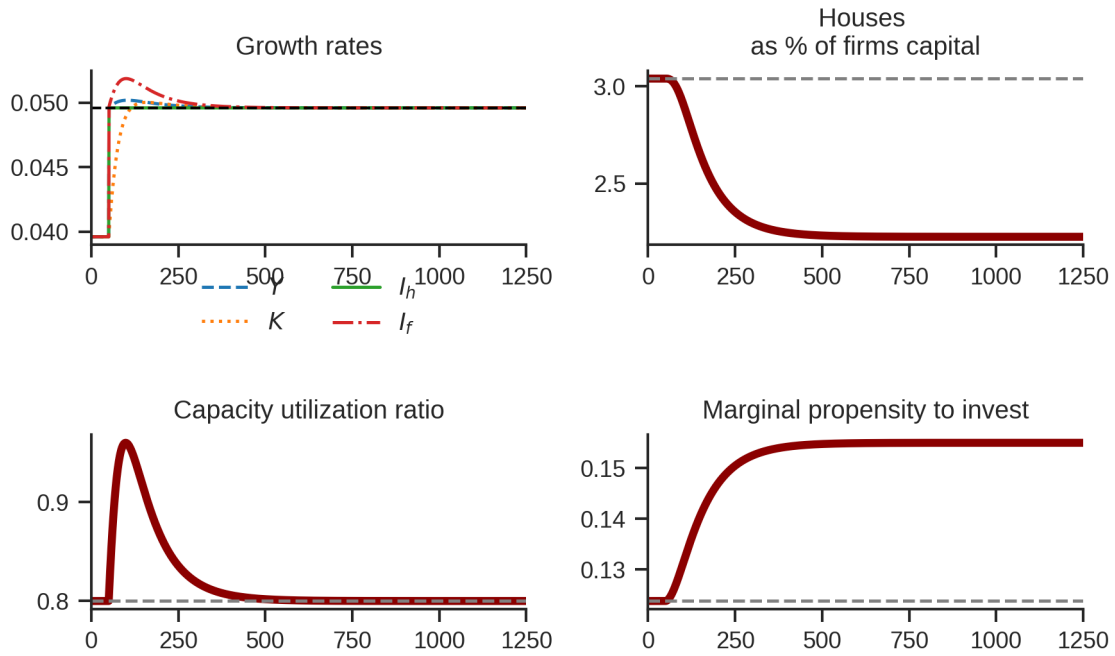 Growth rates
0.050
0.045
0.040
0 250 500 750 1000 1250
Y
I_h
K
I_f
Houses
as % of firms capital
3.0
2.5
0 250 500 750 1000 1250
Capacity utilization ratio
0.9
0.8
0 250 500 750 1000 1250
Marginal propensity to invest
0.15
0.14
0.13
0 250 500 750 1000 1250